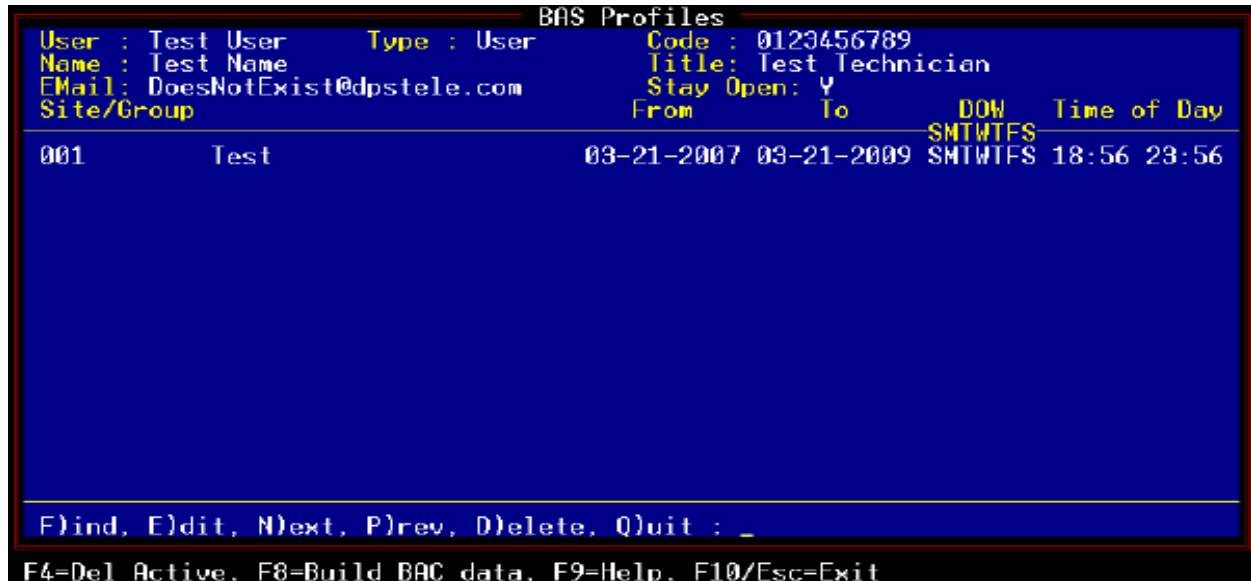 BAS Profiles
User : Test User Type : User Code : 0123456789
Name : Test Name Title: Test Technician
EMail: DoesNotExist@dpstele.com Stay Open: Y
Site/Group From To DOW Time of Day
SMTWTFS
001 Test 03-21-2007 03-21-2009 SMTWTFS 18:56 23:56
F)ind, E)dit, N)ext, P)rev, D)elete, Q)uit : _
F4=Del Active, F8=Build BAC data, F9=Help, F10/Esc=Exit